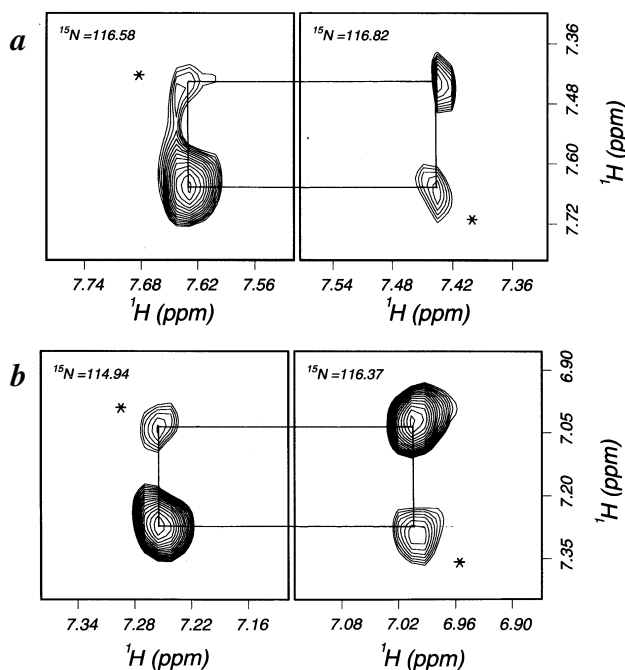 a
15N =116.58
15N =116.82
*
*
7.36
7.48
7.60
7.72
1H (ppm)
7.74 7.68 7.62 7.56
7.54 7.48 7.42 7.36
1H (ppm)
1H (ppm)
b
15N =114.94
15N =116.37
*
*
6.90
7.05
7.20
7.35
1H (ppm)
7.34 7.28 7.22 7.16
7.08 7.02 6.96 6.90
1H (ppm)
1H (ppm)